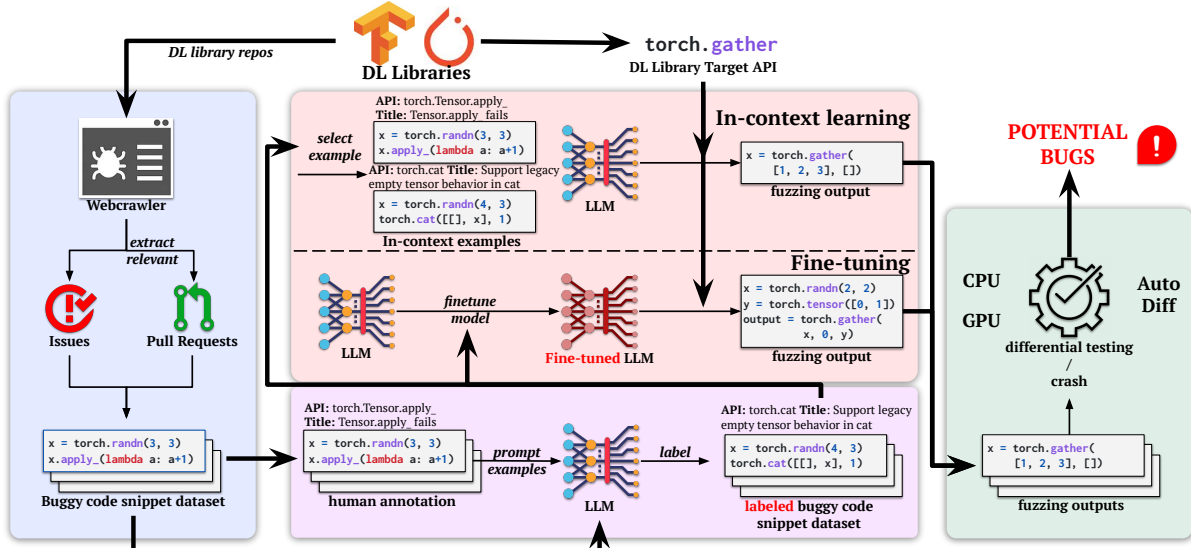 DL library repos
DL Libraries
torch.gather
DL Library Target API
Webcrawler
extract
relevant
Issues
Pull Requests
x = torch.randn(3, 3)
x.apply_(lambda a: a+1)
Buggy code snippet dataset
select
example
API: torch.Tensor.apply_
Title: Tensor.apply_fails
x = torch.randn(3, 3)
x.apply_(lambda a: a+1)
API: torch.cat Title: Support legacy
empty tensor behavior in cat
x = torch.randn(4, 3)
torch.cat([[], x], 1)
In-context examples
LLM
In-context learning
x = torch.gather(
[1, 2, 3], [])
fuzzing output
Fine-tuning
LLM
finetune
model
Fine-tuned LLM
x = torch.randn(2, 2)
y = torch.tensor([0, 1])
output = torch.gather(
x, 0, y)
fuzzing output
API: torch.Tensor.apply_
Title: Tensor.apply_fails
x = torch.randn(3, 3)
x.apply_(lambda a: a+1)
human annotation
prompt
examples
LLM
label
API: torch.cat Title: Support legacy
empty tensor behavior in cat
x = torch.randn(4, 3)
torch.cat([[], x], 1)
labeled buggy code
snippet dataset
POTENTIAL
BUGS
CPU
GPU
Auto
Diff
differential testing
/
crash
x = torch.gather(
[1, 2, 3], [])
fuzzing outputs